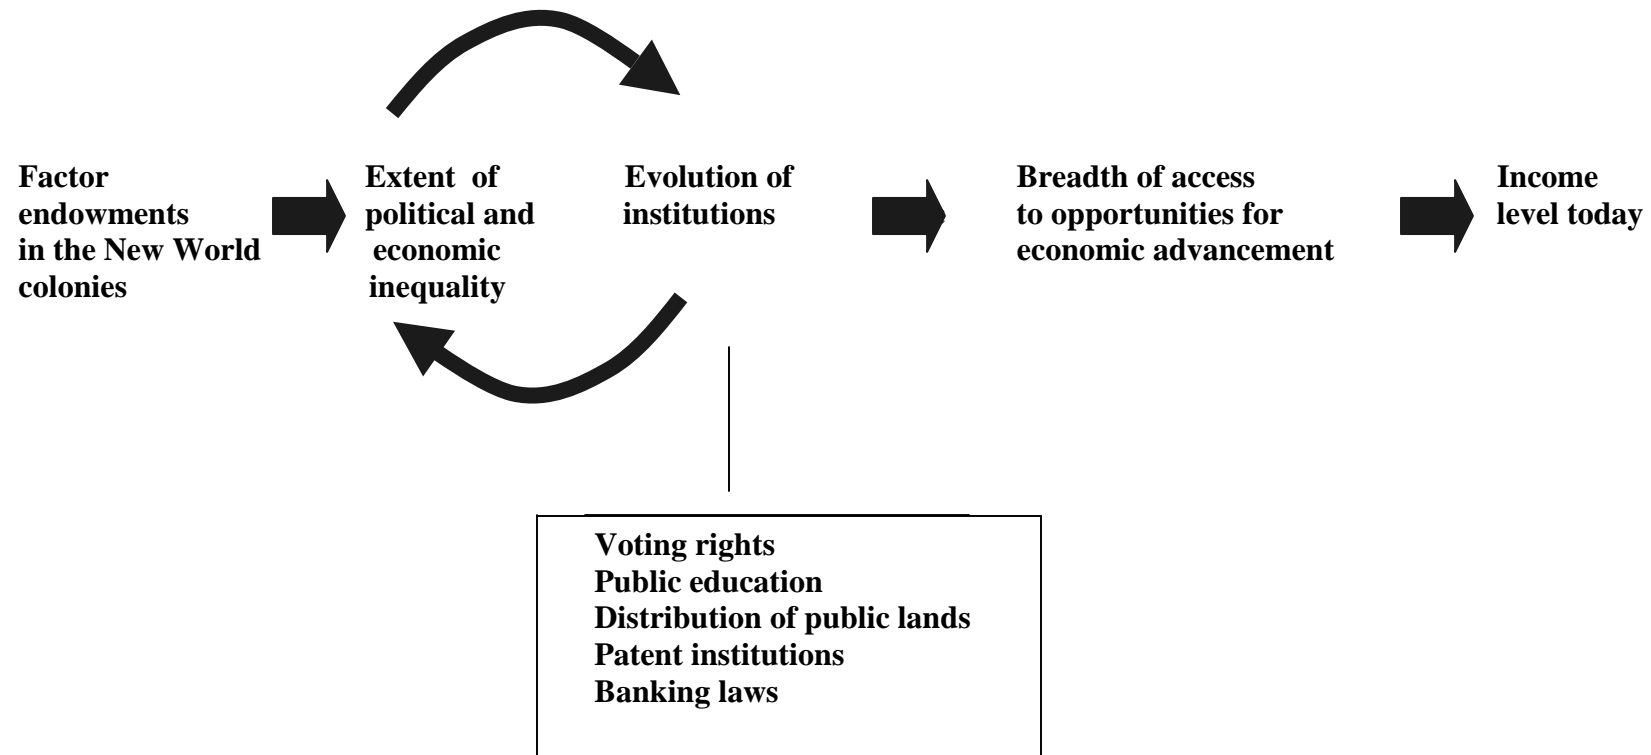 Factor
endowments
in the New World
colonies
Extent of
political and
economic
inequality
Evolution of
institutions
Breadth of access
to opportunities for
economic advancement
Income
level today
Voting rights
Public education
Distribution of public lands
Patent institutions
Banking laws